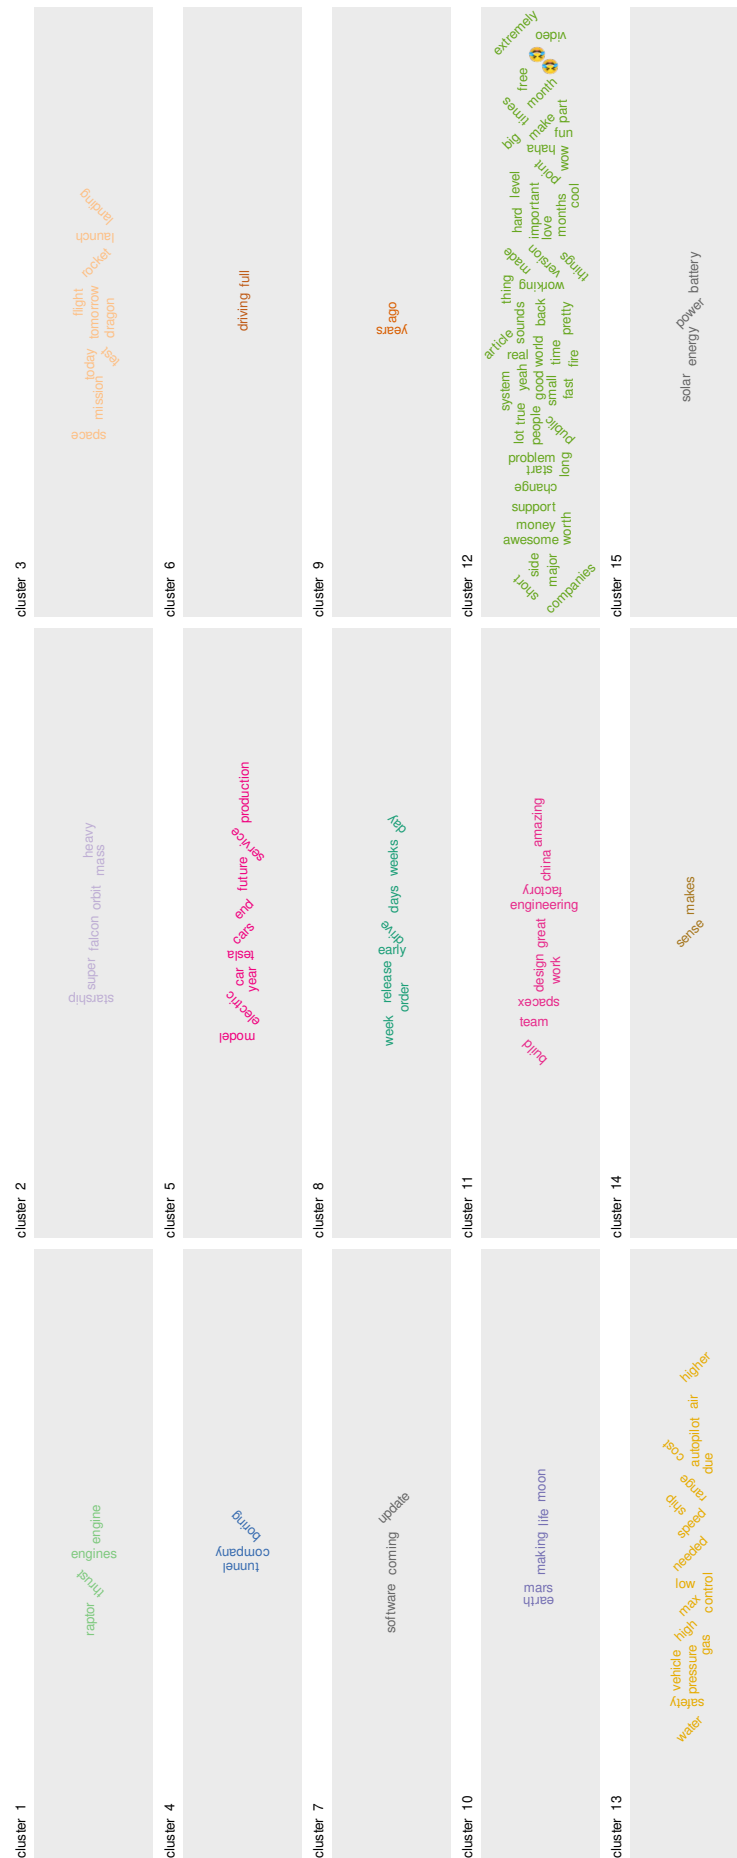 cluster 1
raptor
thrust
engines
engine
cluster 2
starship
super
falcon
orbit
mass
heavy
cluster 3
space
mission
today
test
dragon
tomorrow
flight
rocket
launch
landing
cluster 4
tunnel
company
boring
cluster 5
model
electric
year
car
tesla
cars
end
future
service
production
cluster 6
driving
full
cluster 7
software
coming
update
cluster 8
week
order
release
early
drive
days
weeks
day
cluster 9
years
ago
cluster 10
earth
mars
making
life
moon
cluster 11
build
team
spacex
work
design
great
engineering
factory
china
amazing
cluster 12
companies
short
major
side
awesome
worth
money
support
change
long
start
problem
public
people
lot
true
system
small
fast
good
yeah
real
article
time
fire
world
sounds
pretty
back
thing
working
things
version
made
months
love
important
hard
level
cool
point
wow
haha
fun
big
make
part
times
month
free
😂
🤣
video
extremely
cluster 13
water
safety
pressure
vehicle
gas
high
max
control
low
needed
speed
ship
range
due
cost
autopilot
air
higher
cluster 14
sense
makes
cluster 15
solar
energy
power
battery